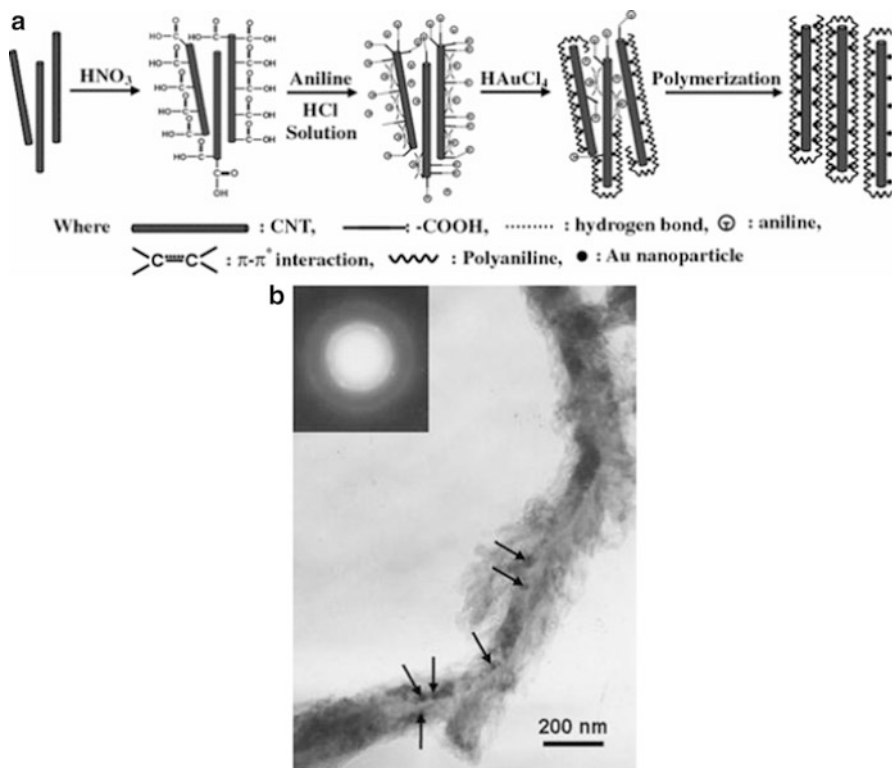 a
HNO3
Aniline
HCl
Solution
HAuCl4
Polymerization
Where : CNT, : -COOH, : hydrogen bond, : aniline,
C C : π-π* interaction, : Polyaniline, : Au nanoparticle
b
200 nm